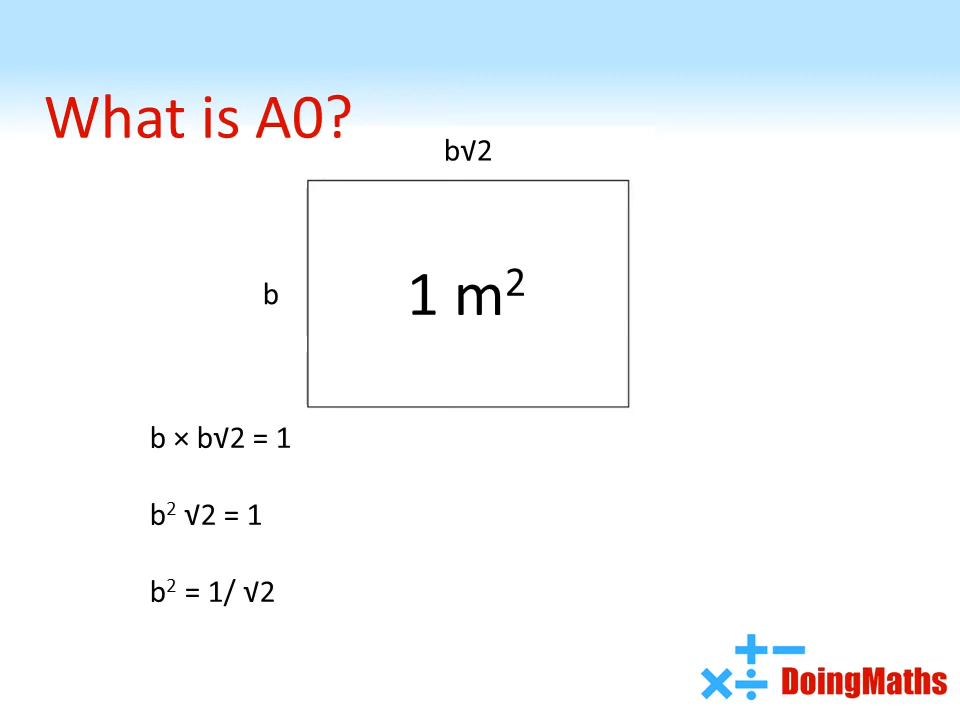 What is A0?
b√2
b
1 m²
b × b√2 = 1
b² √2 = 1
b² = 1/ √2
DoingMaths